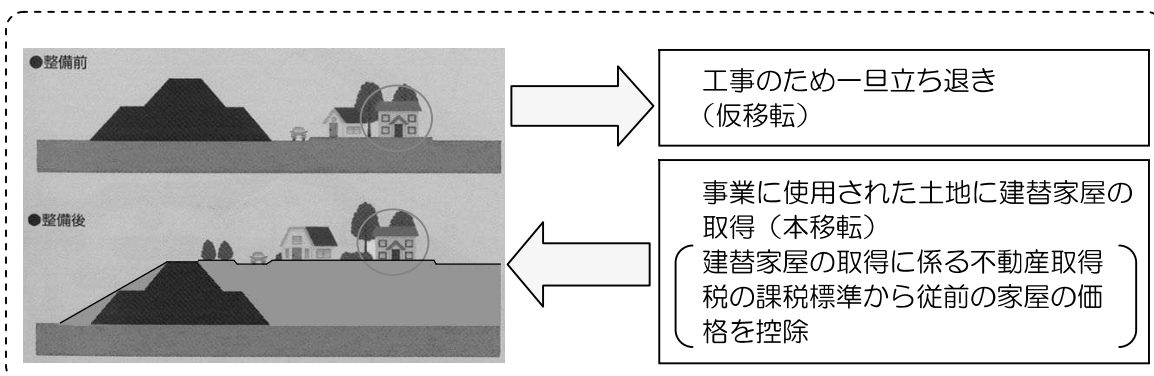 ●整備前
工事のため一旦立ち退き
（仮移転）
事業に使用された土地に建替家屋の
取得（本移転）
建替家屋の取得に係る不動産取得
税の課税標準から従前の家屋の価
格を控除
●整備後